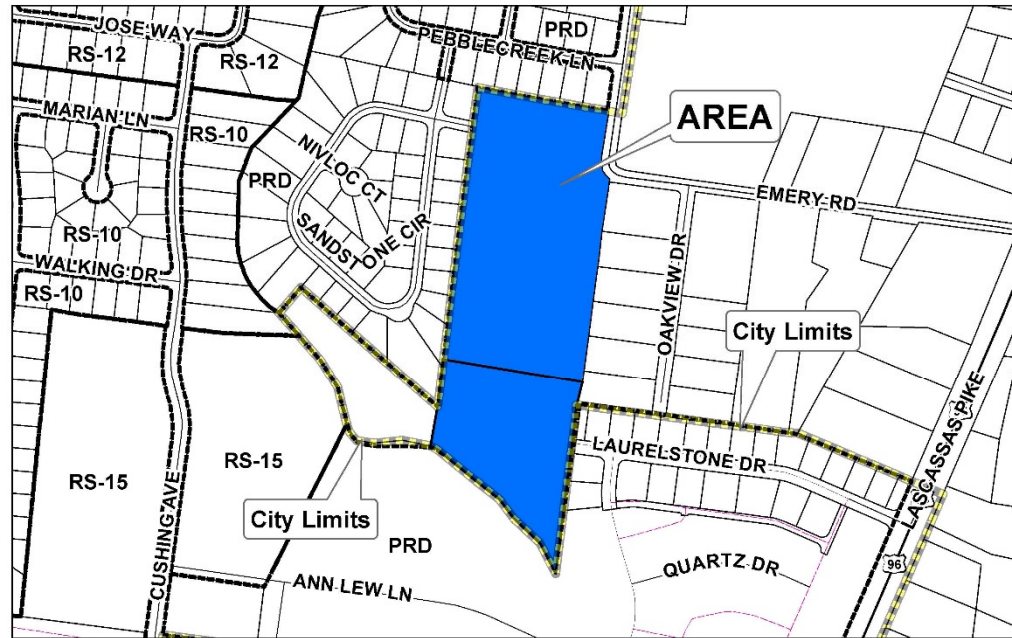 JOSE WAY
PEBBLECREEK LN
PRD
RS-12
RS-12
MARIAN LN
RS-10
AREA
NIVLOC CT
PRD
EMERY RD
SANDSTONE CIR
RS-10
WALKING DR
RS-10
OAKVIEW DR
City Limits
LAURELSTONE DR
LASCASSAS PIKE
RS-15
RS-15
City Limits
PRD
96
QUARTZ DR
CUSHING AVE
ANN LEW LN